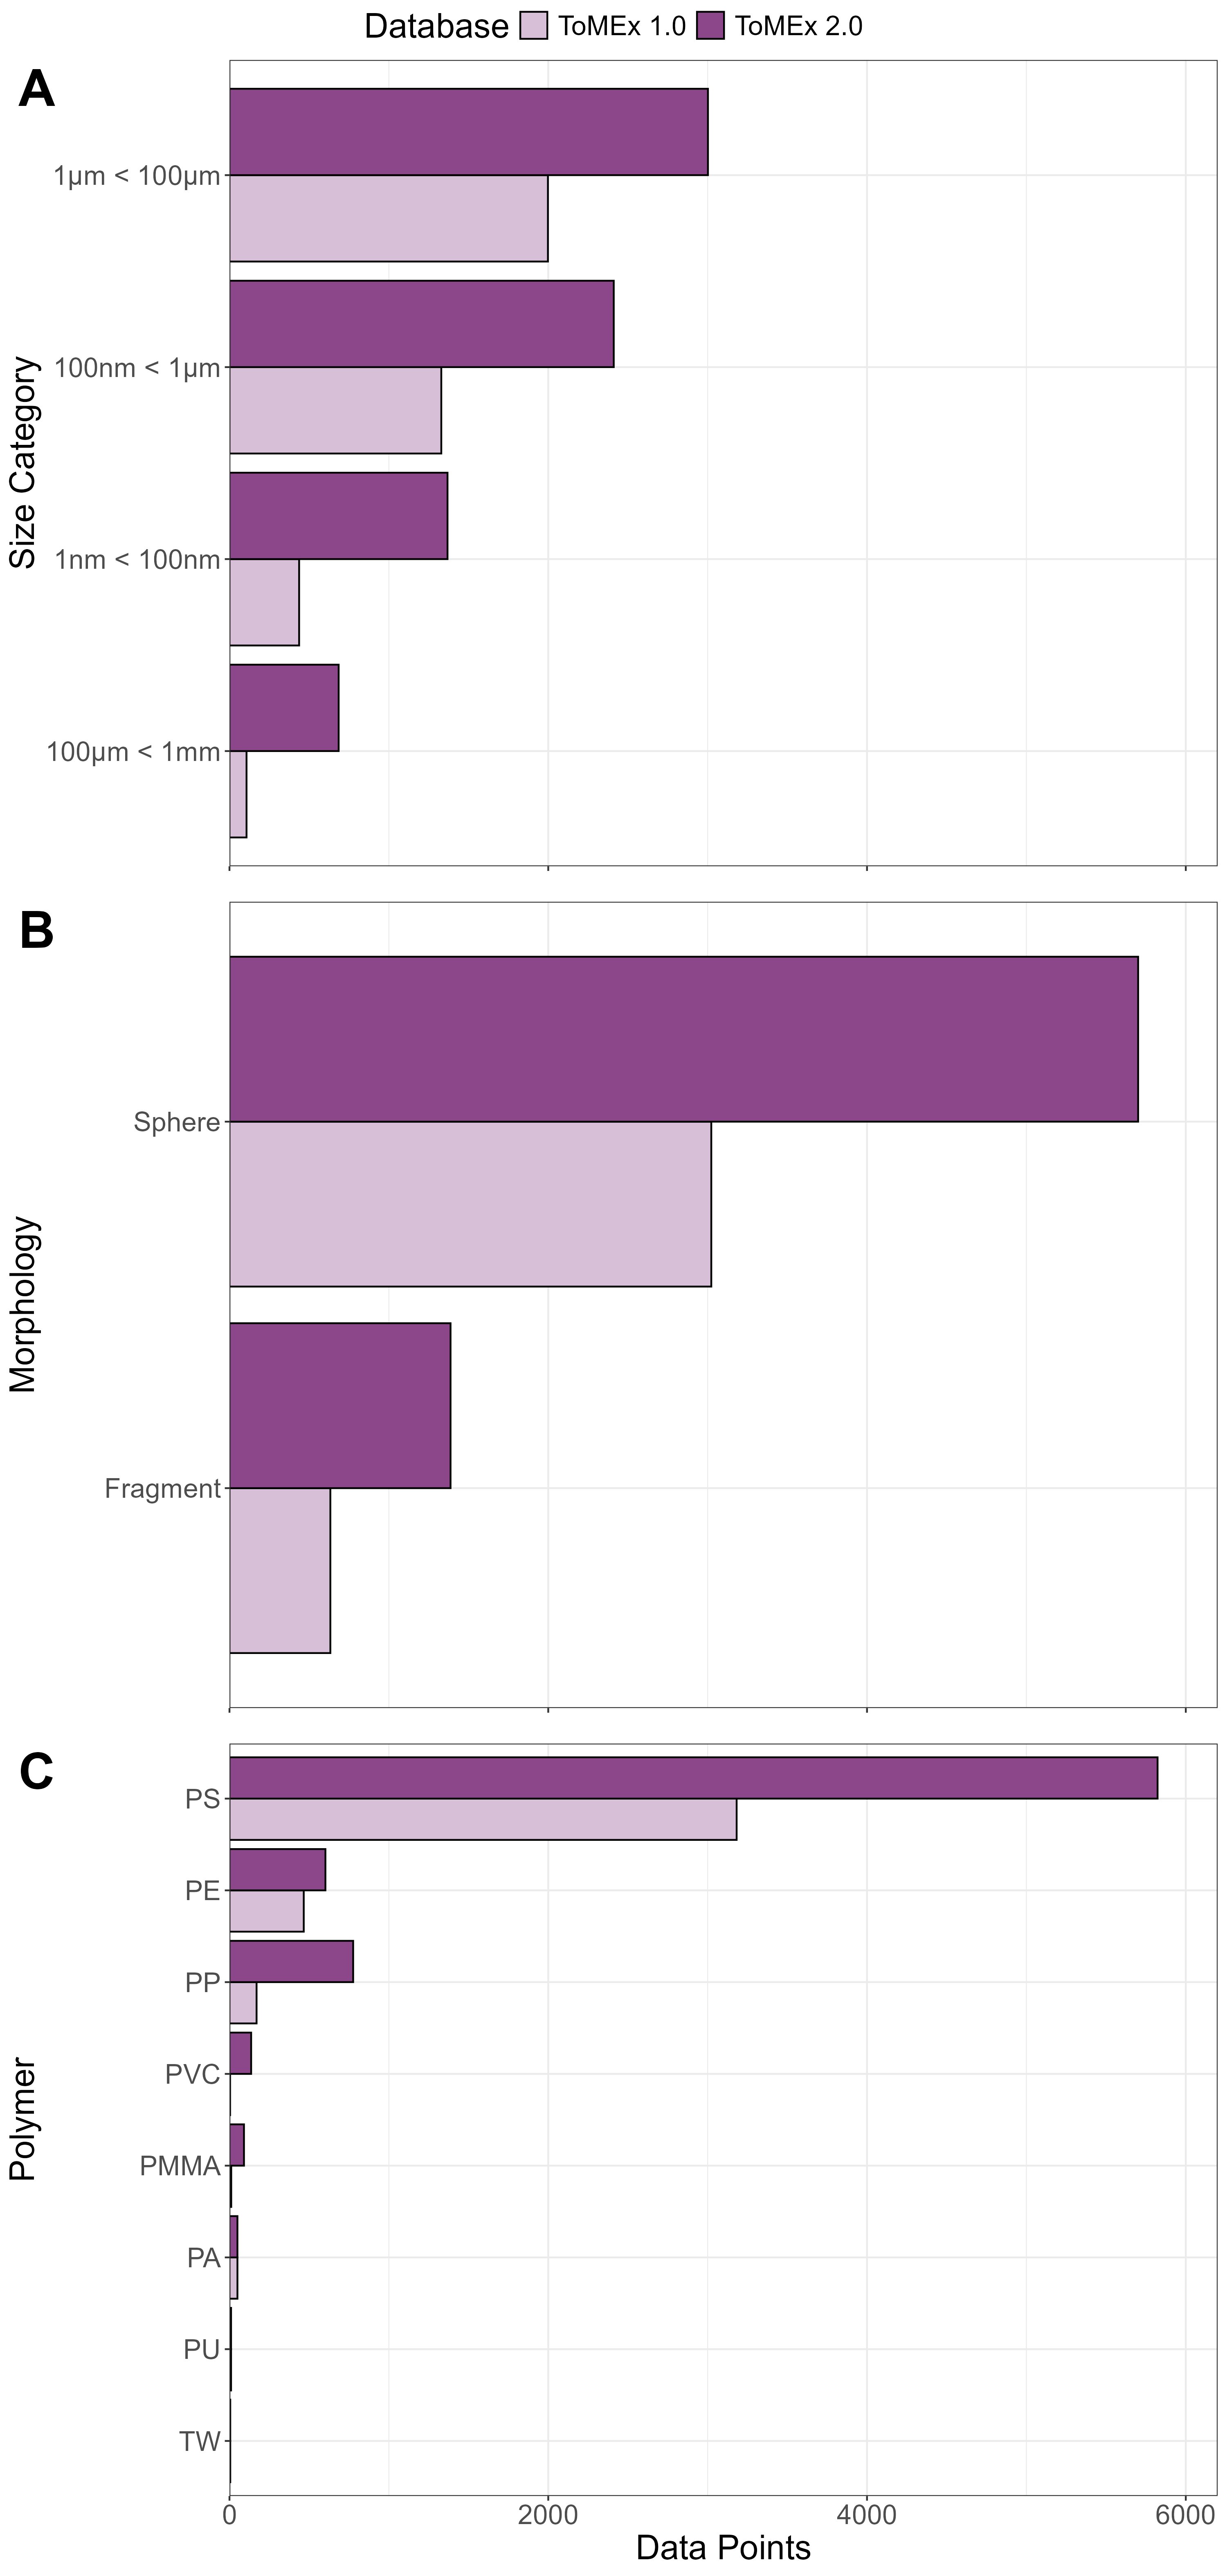 Database ToMEx 1.0 ToMEx 2.0
A
Size Category
1µm < 100µm
100nm < 1µm
1nm < 100nm
100µm < 1mm
B
Morphology
Sphere
Fragment
C
Polymer
PS
PE
PP
PVC
PMMA
PA
PU
TW
0 2000 4000 6000
Data Points